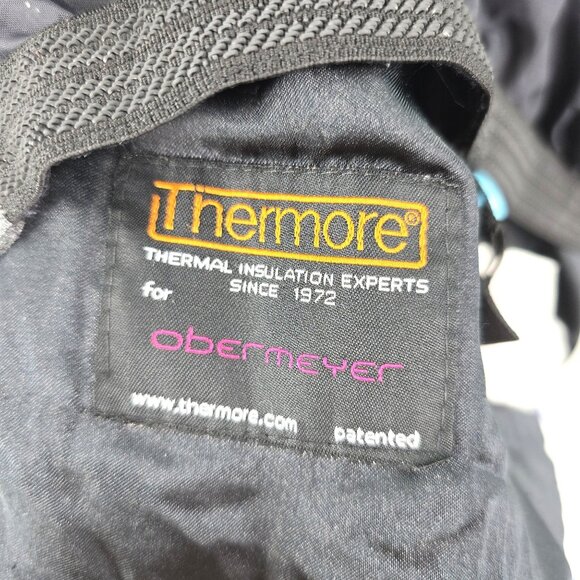 Thermore®
THERMAL INSULATION EXPERTS
SINCE 1972
for
obermeyer
www.thermore.com patented